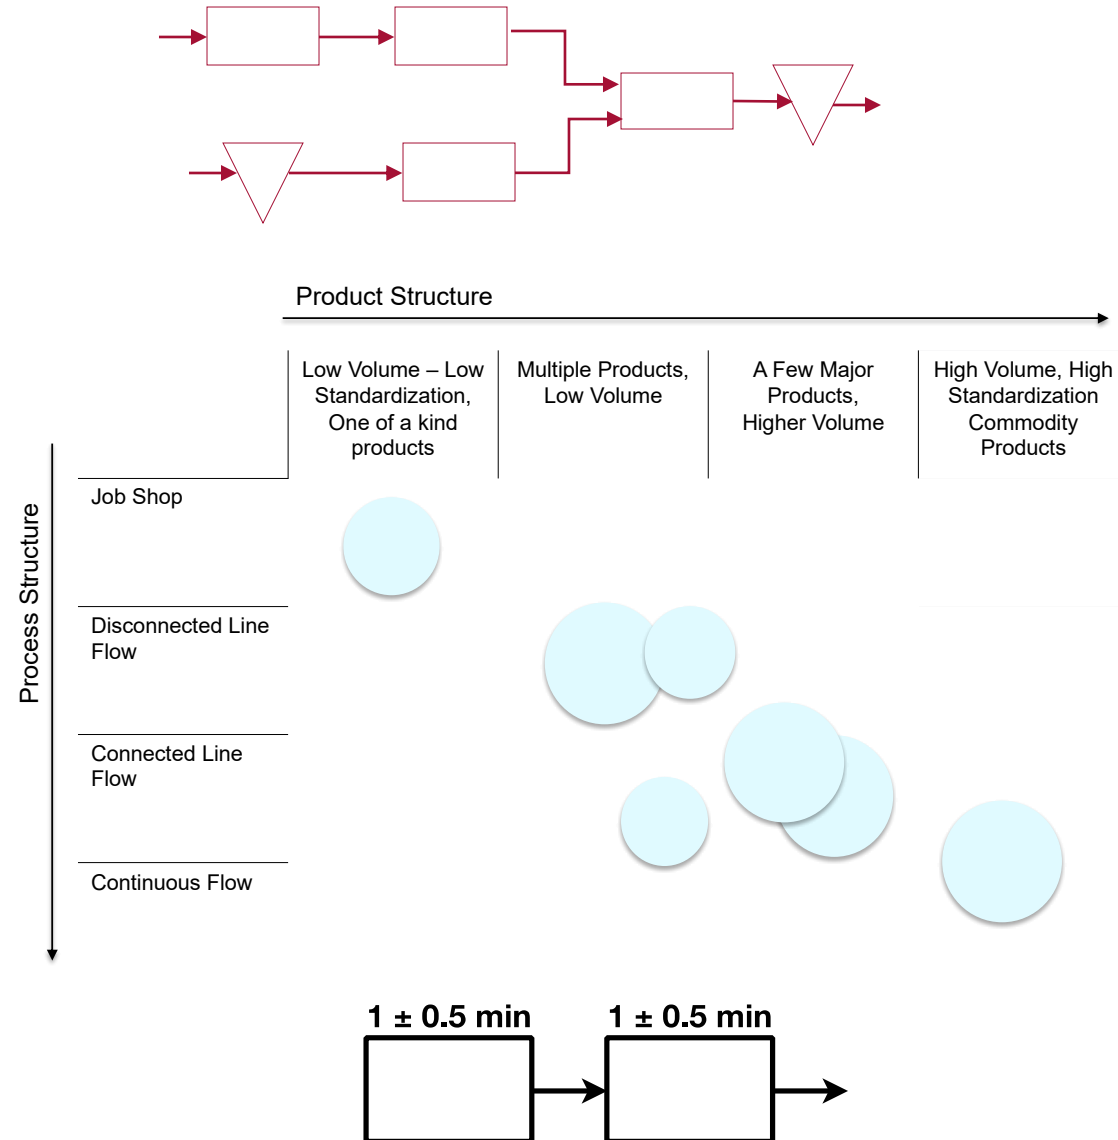 Product Structure
Low Volume – Low
Standardization,
One of a kind
products
Multiple Products,
Low Volume
A Few Major
Products,
Higher Volume
High Volume, High
Standardization
Commodity
Products
Process Structure
Job Shop
Disconnected Line
Flow
Connected Line
Flow
Continuous Flow
1 ± 0.5 min
1 ± 0.5 min